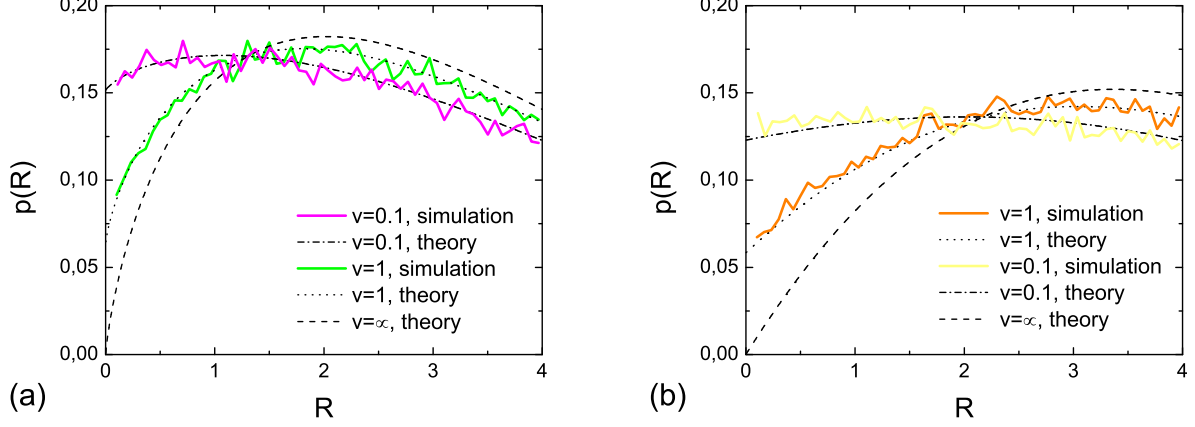 0,20
0,15
0,10
0,05
0,00
p(R)
v=0.1, simulation
v=0.1, theory
v=1, simulation
v=1, theory
v=∝, theory
0 1 2 3 4
R
(a)
0,20
0,15
0,10
0,05
0,00
p(R)
v=1, simulation
v=1, theory
v=0.1, simulation
v=0.1, theory
v=∝, theory
0 1 2 3 4
R
(b)